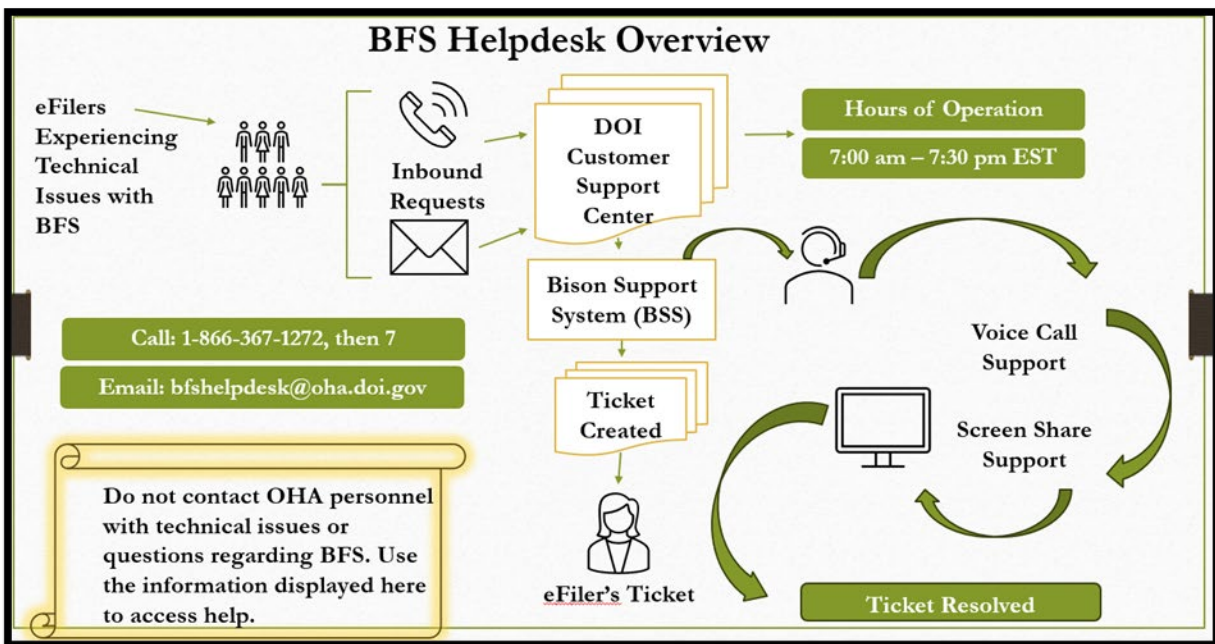 BFS Helpdesk Overview
eFilers
Experiencing
Technical
Issues with
BFS
Inbound
Requests
DOI
Customer
Support
Center
Hours of Operation
7:00 am – 7:30 pm EST
Bison Support
System (BSS)
Call: 1-866-367-1272, then 7
Email: bfshelpdesk@oha.doi.gov
Ticket
Created
eFiler's Ticket
Voice Call
Support
Screen Share
Support
Ticket Resolved
Do not contact OHA personnel
with technical issues or
questions regarding BFS. Use
the information displayed here
to access help.